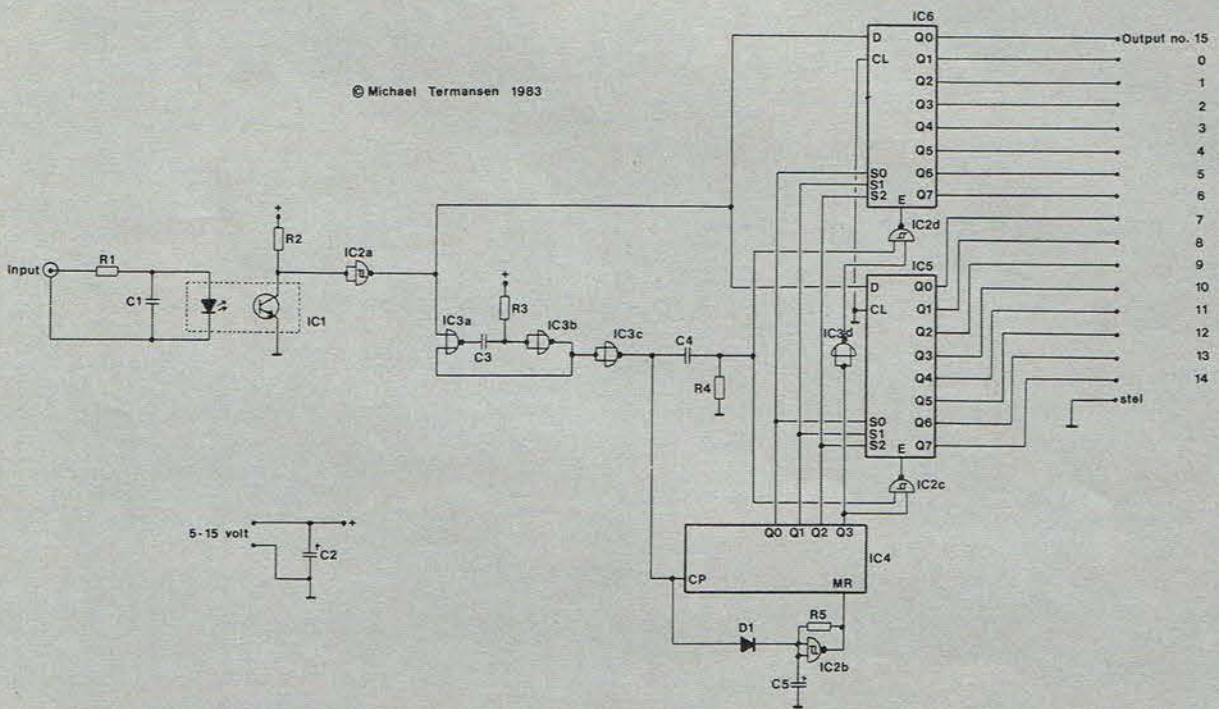 © Michael Termansen 1983
IC6
D Q0
CL Q1
Q2
Q3
Q4
Q5
S0 Q6
S1
S2 Q7
E
Output no. 15
0
1
2
3
4
5
6
7
8
9
10
11
12
13
14
stel
IC2d
IC5
D Q0
CL Q1
Q2
Q3
Q4
Q5
S0 Q6
S1
S2 Q7
E
IC2c
IC3d
Input
R1
C1
IC1
+
R2
IC2a
+
R3
IC3a
C3
IC3b
IC3c
C4
R4
5-15 volt
+
+
C2
Q0 Q1 Q2 Q3
IC4
CP MR
D1
R5
IC2b
C5
+